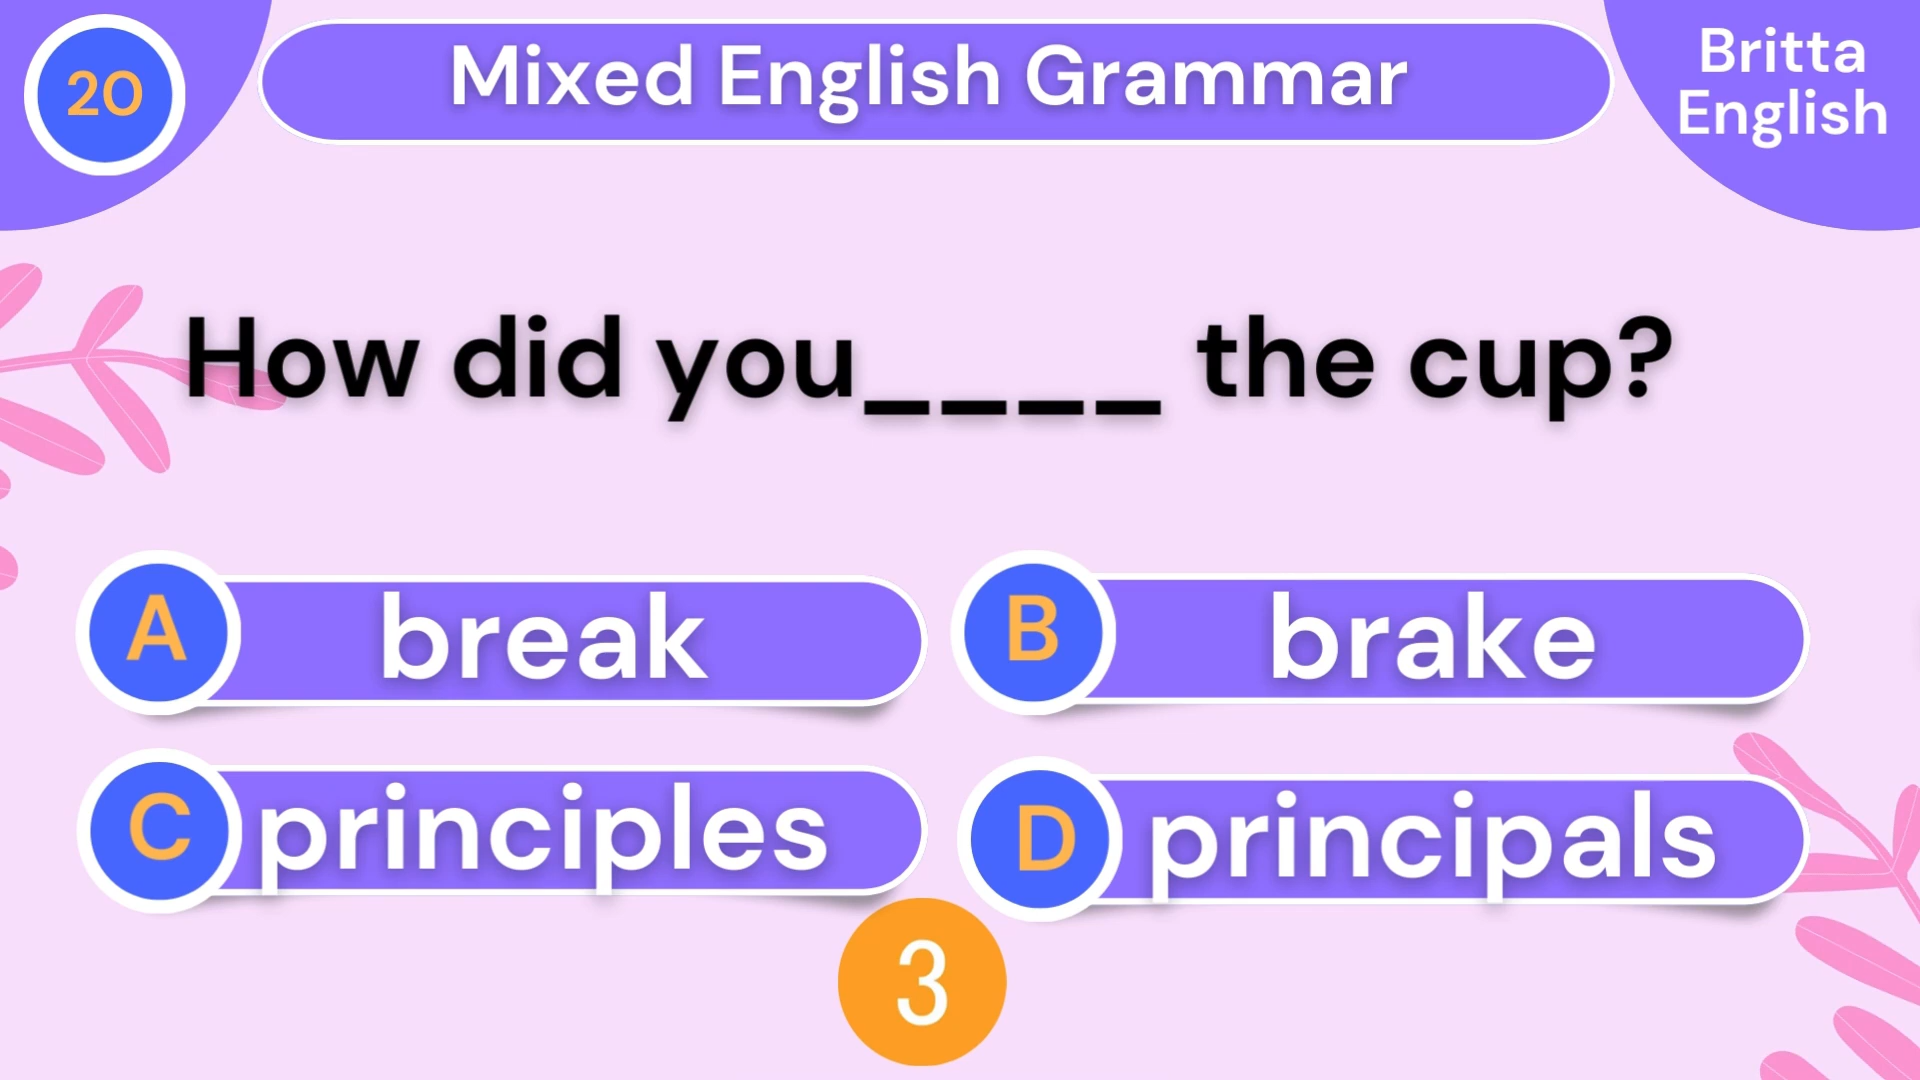 20
Mixed English Grammar
Britta
English
How did you____ the cup?
A break
B brake
C principles
D principals
3